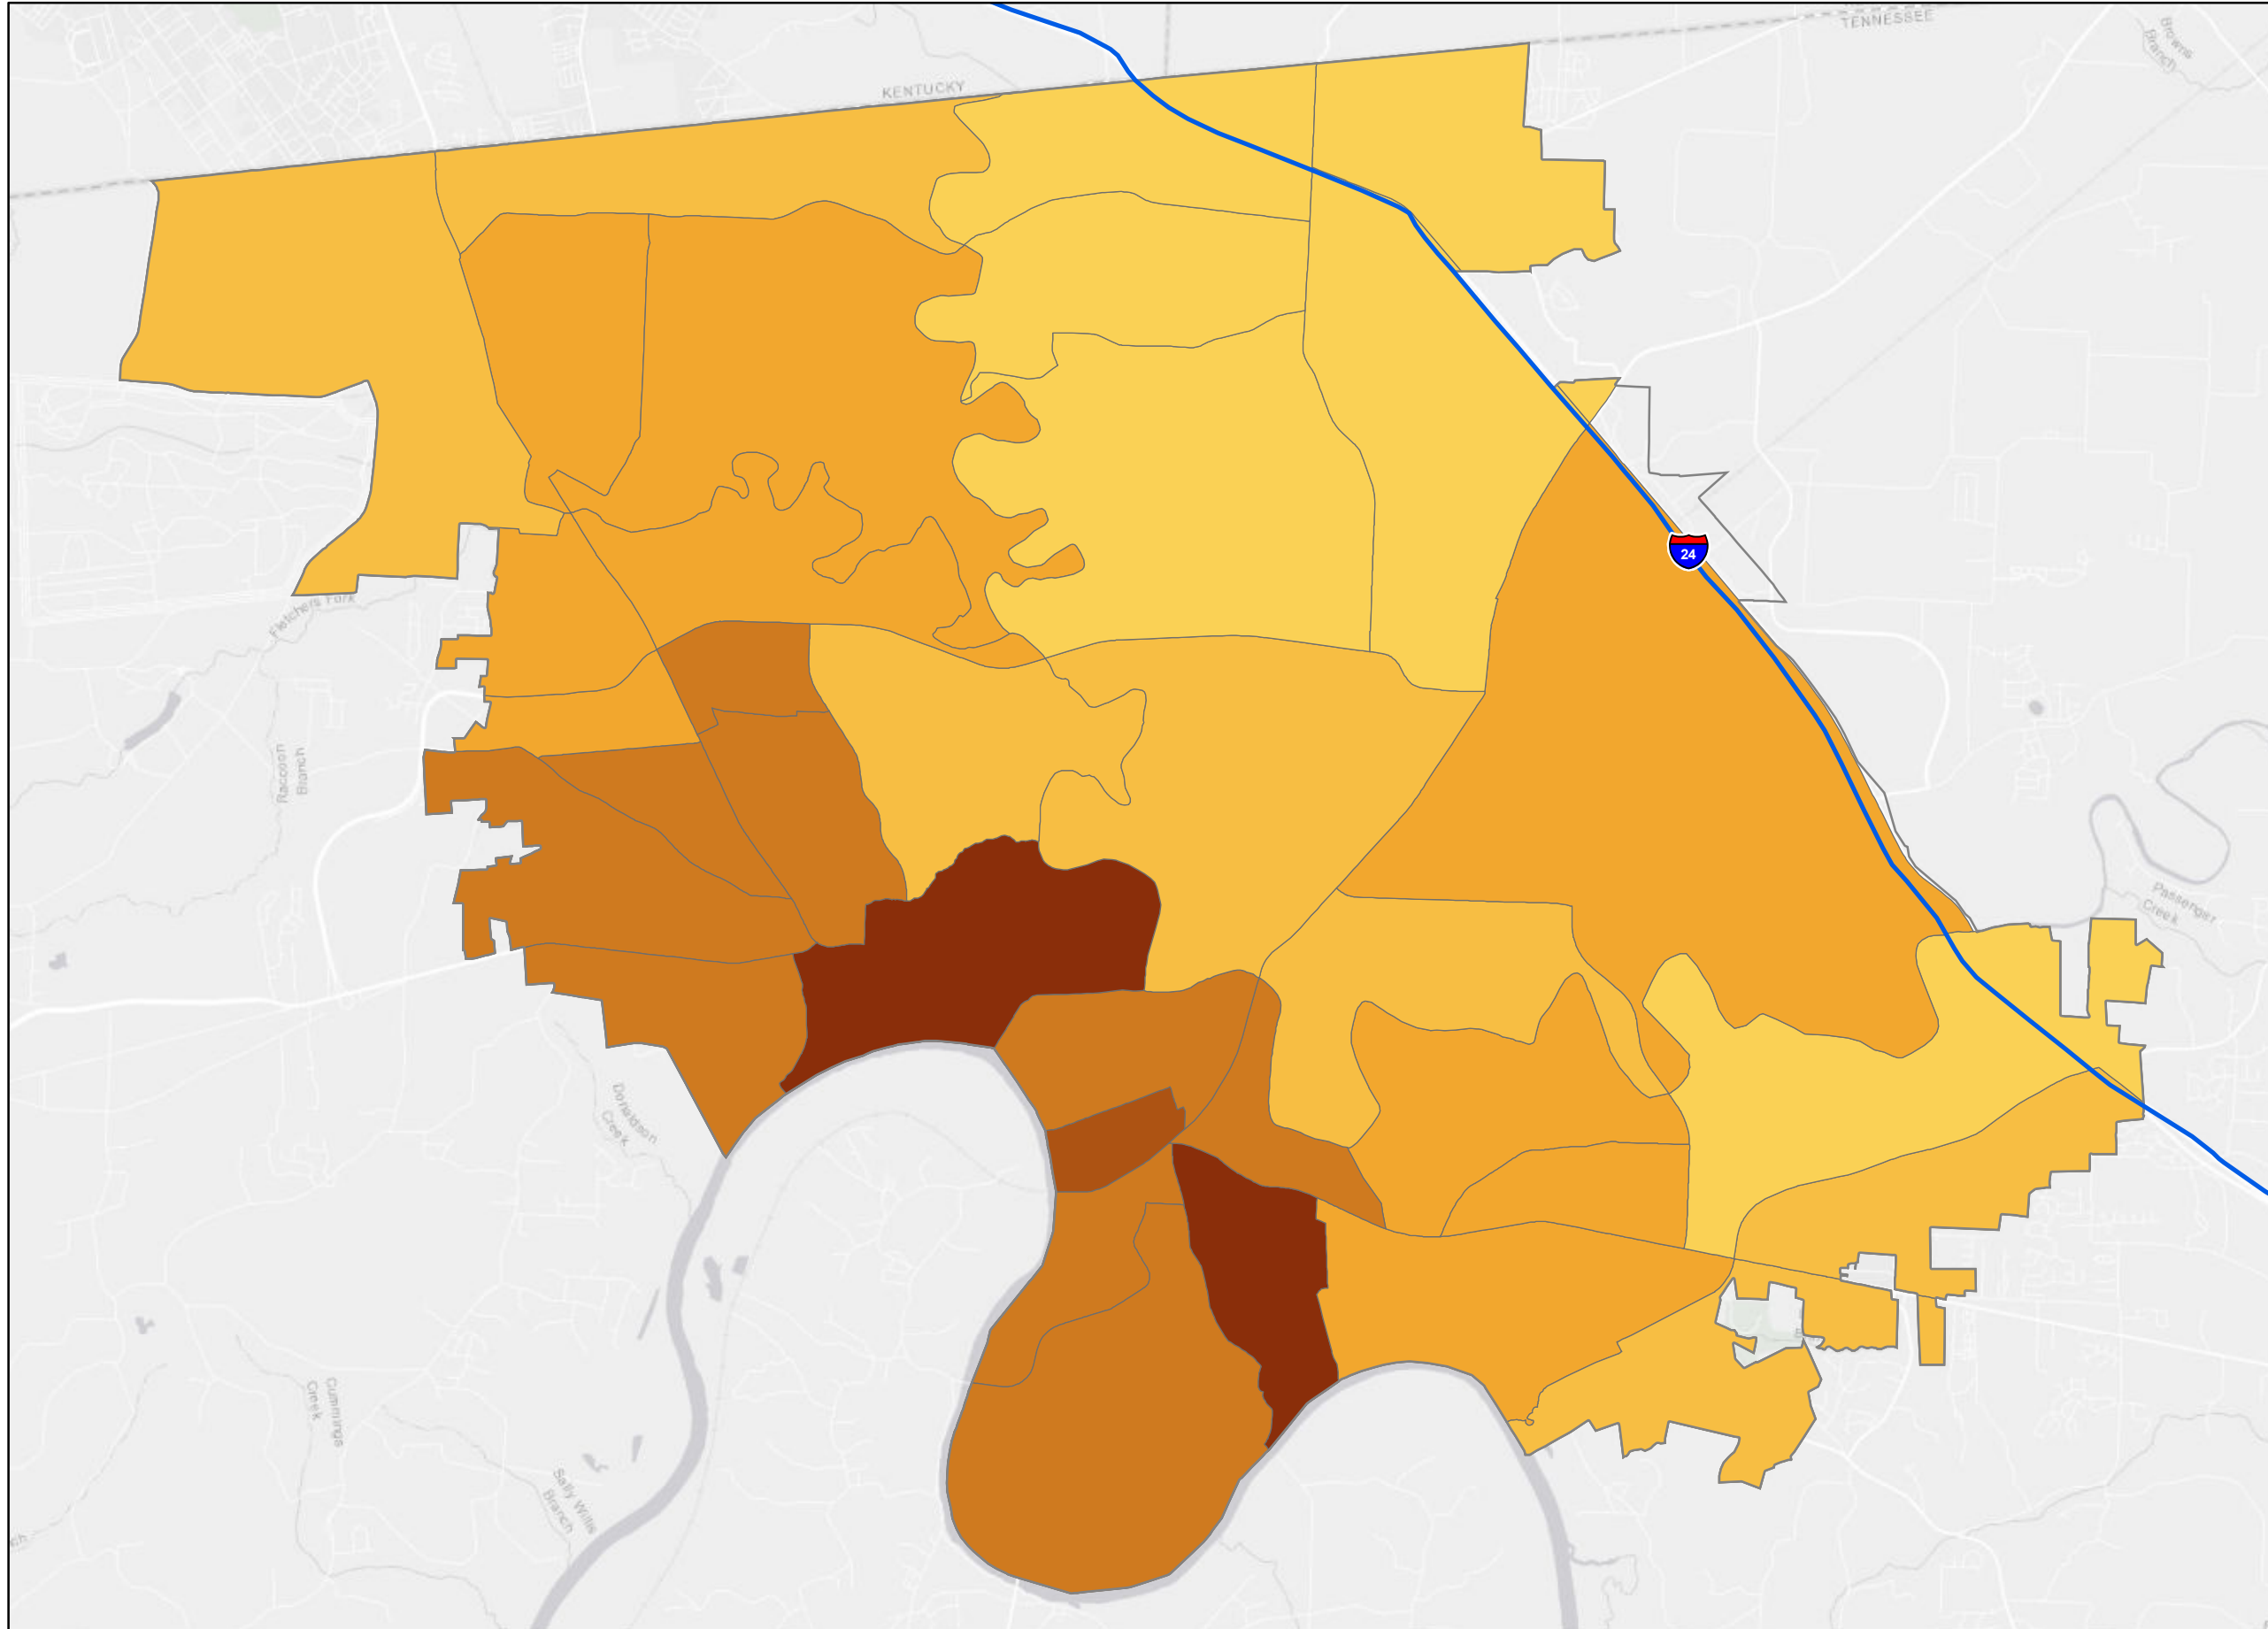 TENNESSEE
Browns
Branch
KENTUCKY
24
Fletchers Fork
Raccoon
Branch
Passenger
Creek
Donaldson
Creek
Cummings
Creek
Sally Willis
Branch